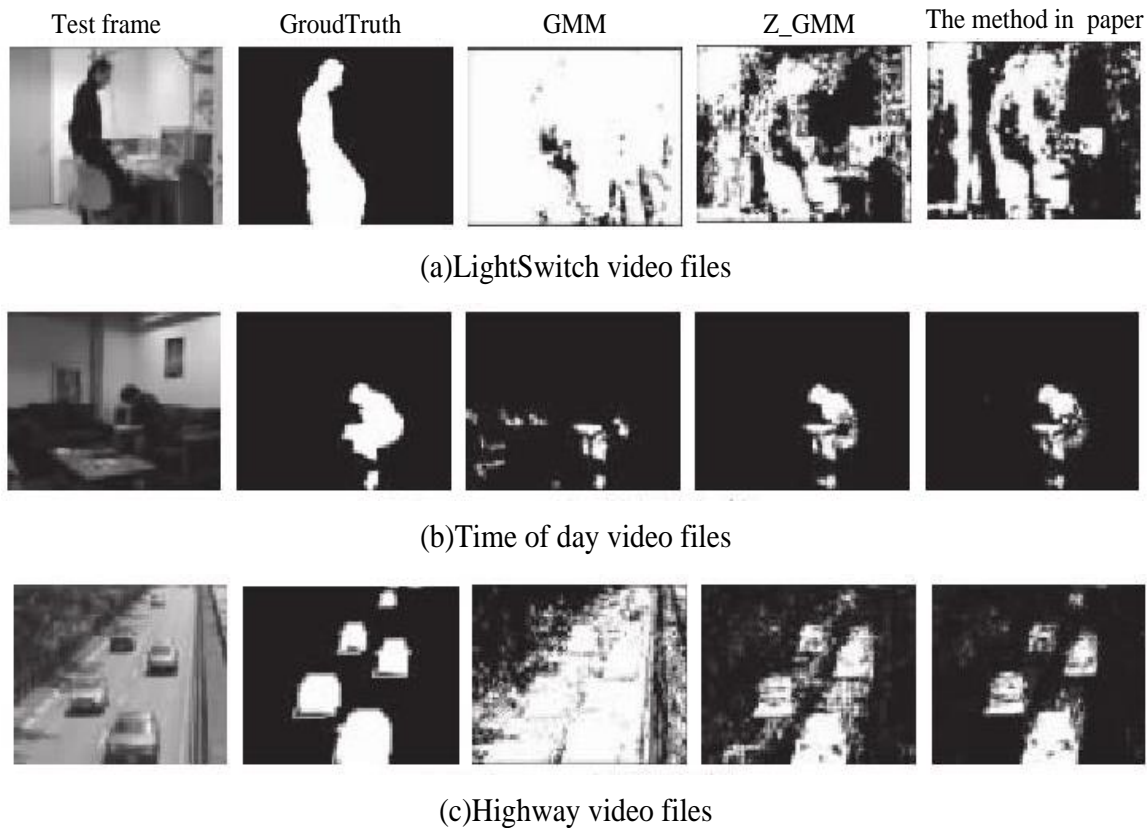 Test frame GroudTruth GMM Z_GMM The method in paper
(a)LightSwitch video files
(b)Time of day video files
(c)Highway video files